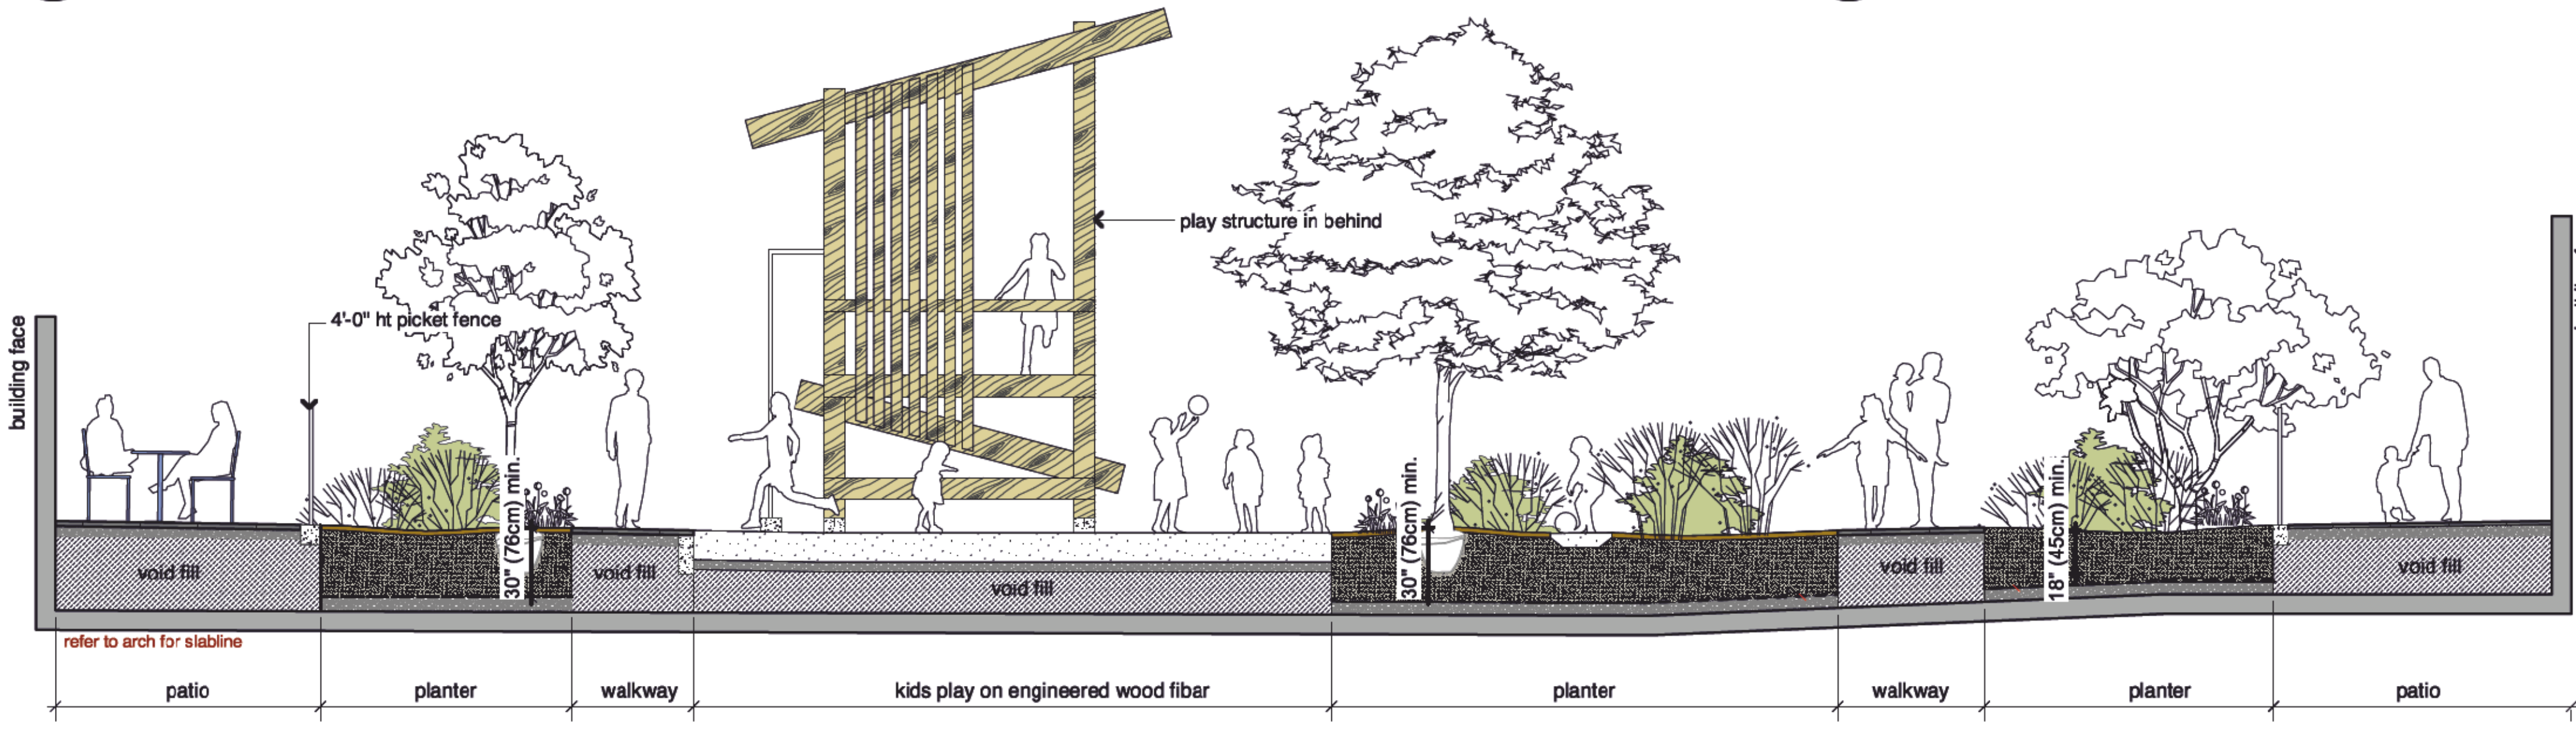 play structure in behind
4'-0" ht picket fence
building face
30" (76cm) min.
30" (76cm) min.
18" (45cm) min.
void fill
void fill
void fill
void fill
void fill
refer to arch for slabline
patio
planter
walkway
kids play on engineered wood fibar
planter
walkway
planter
patio